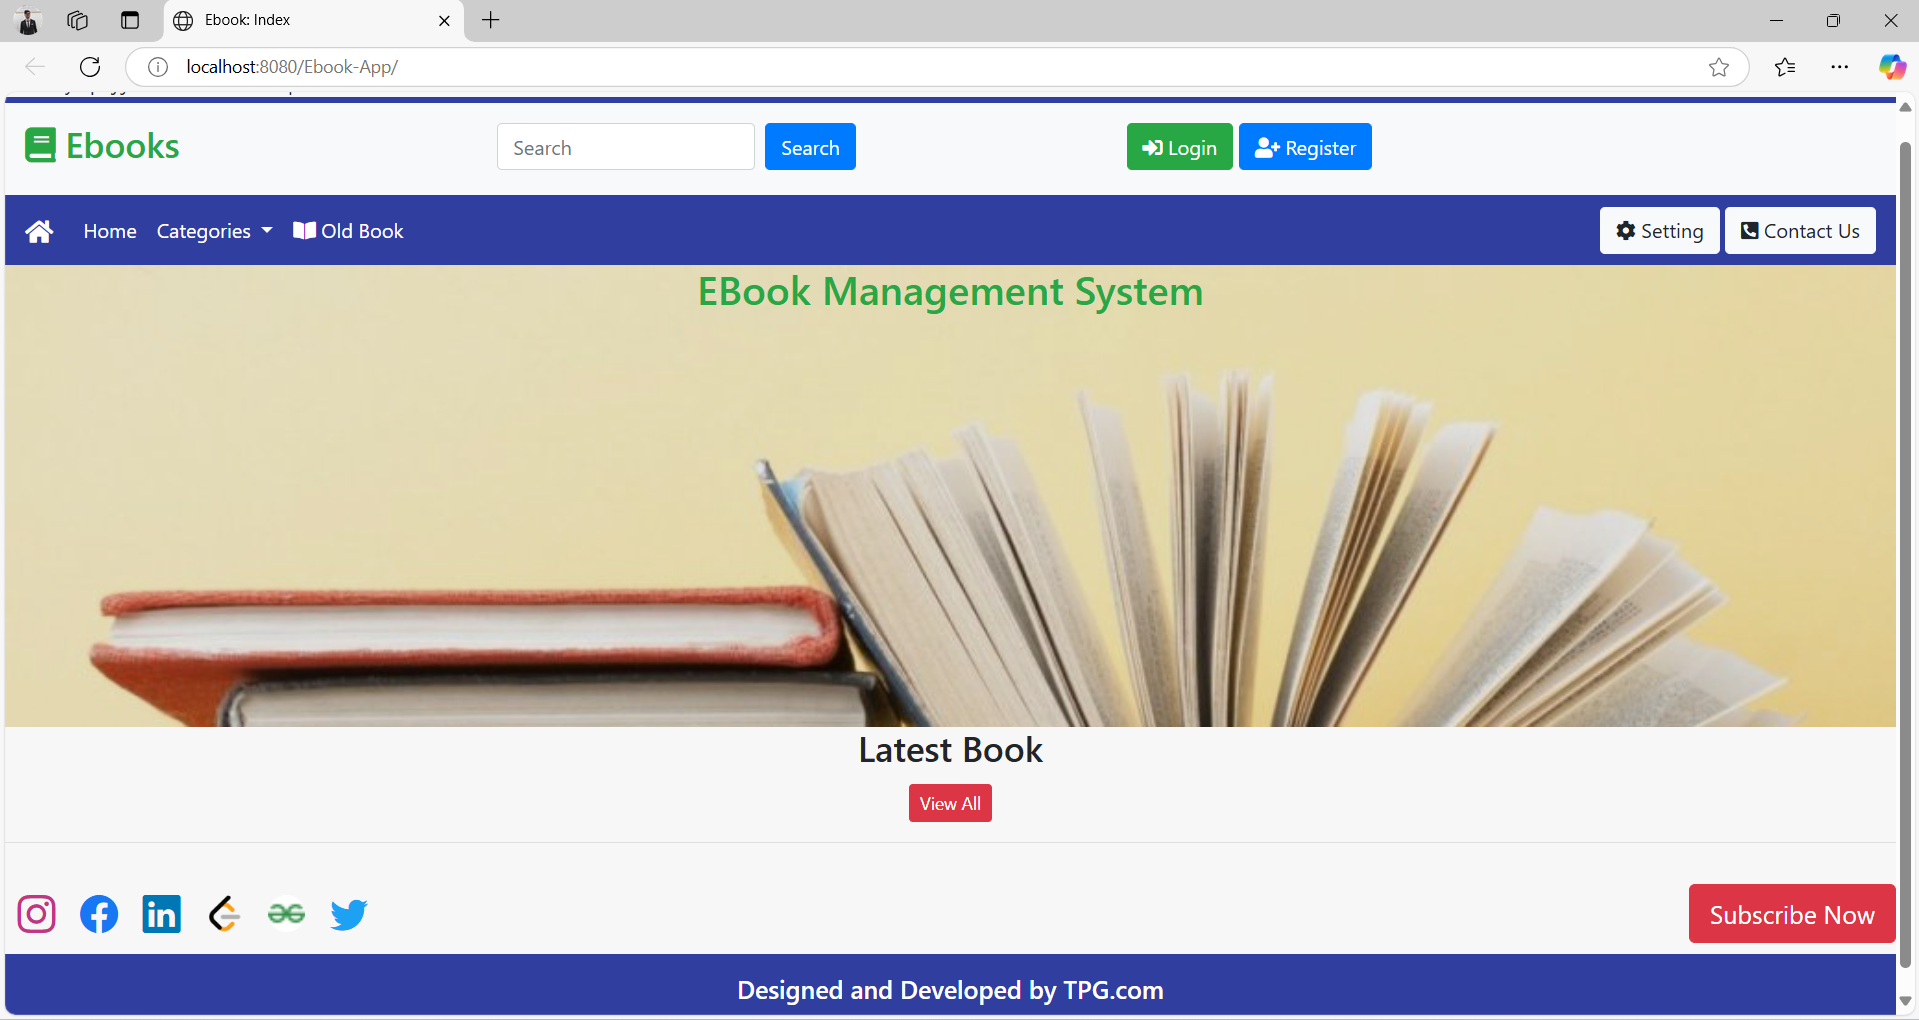 Ebook: Index
localhost:8080/Ebook-App/
Ebooks
Search
Search
Login
Register
Home
Categories
Old Book
Setting
Contact Us
EBook Management System
Latest Book
View All
Subscribe Now
Designed and Developed by TPG.com